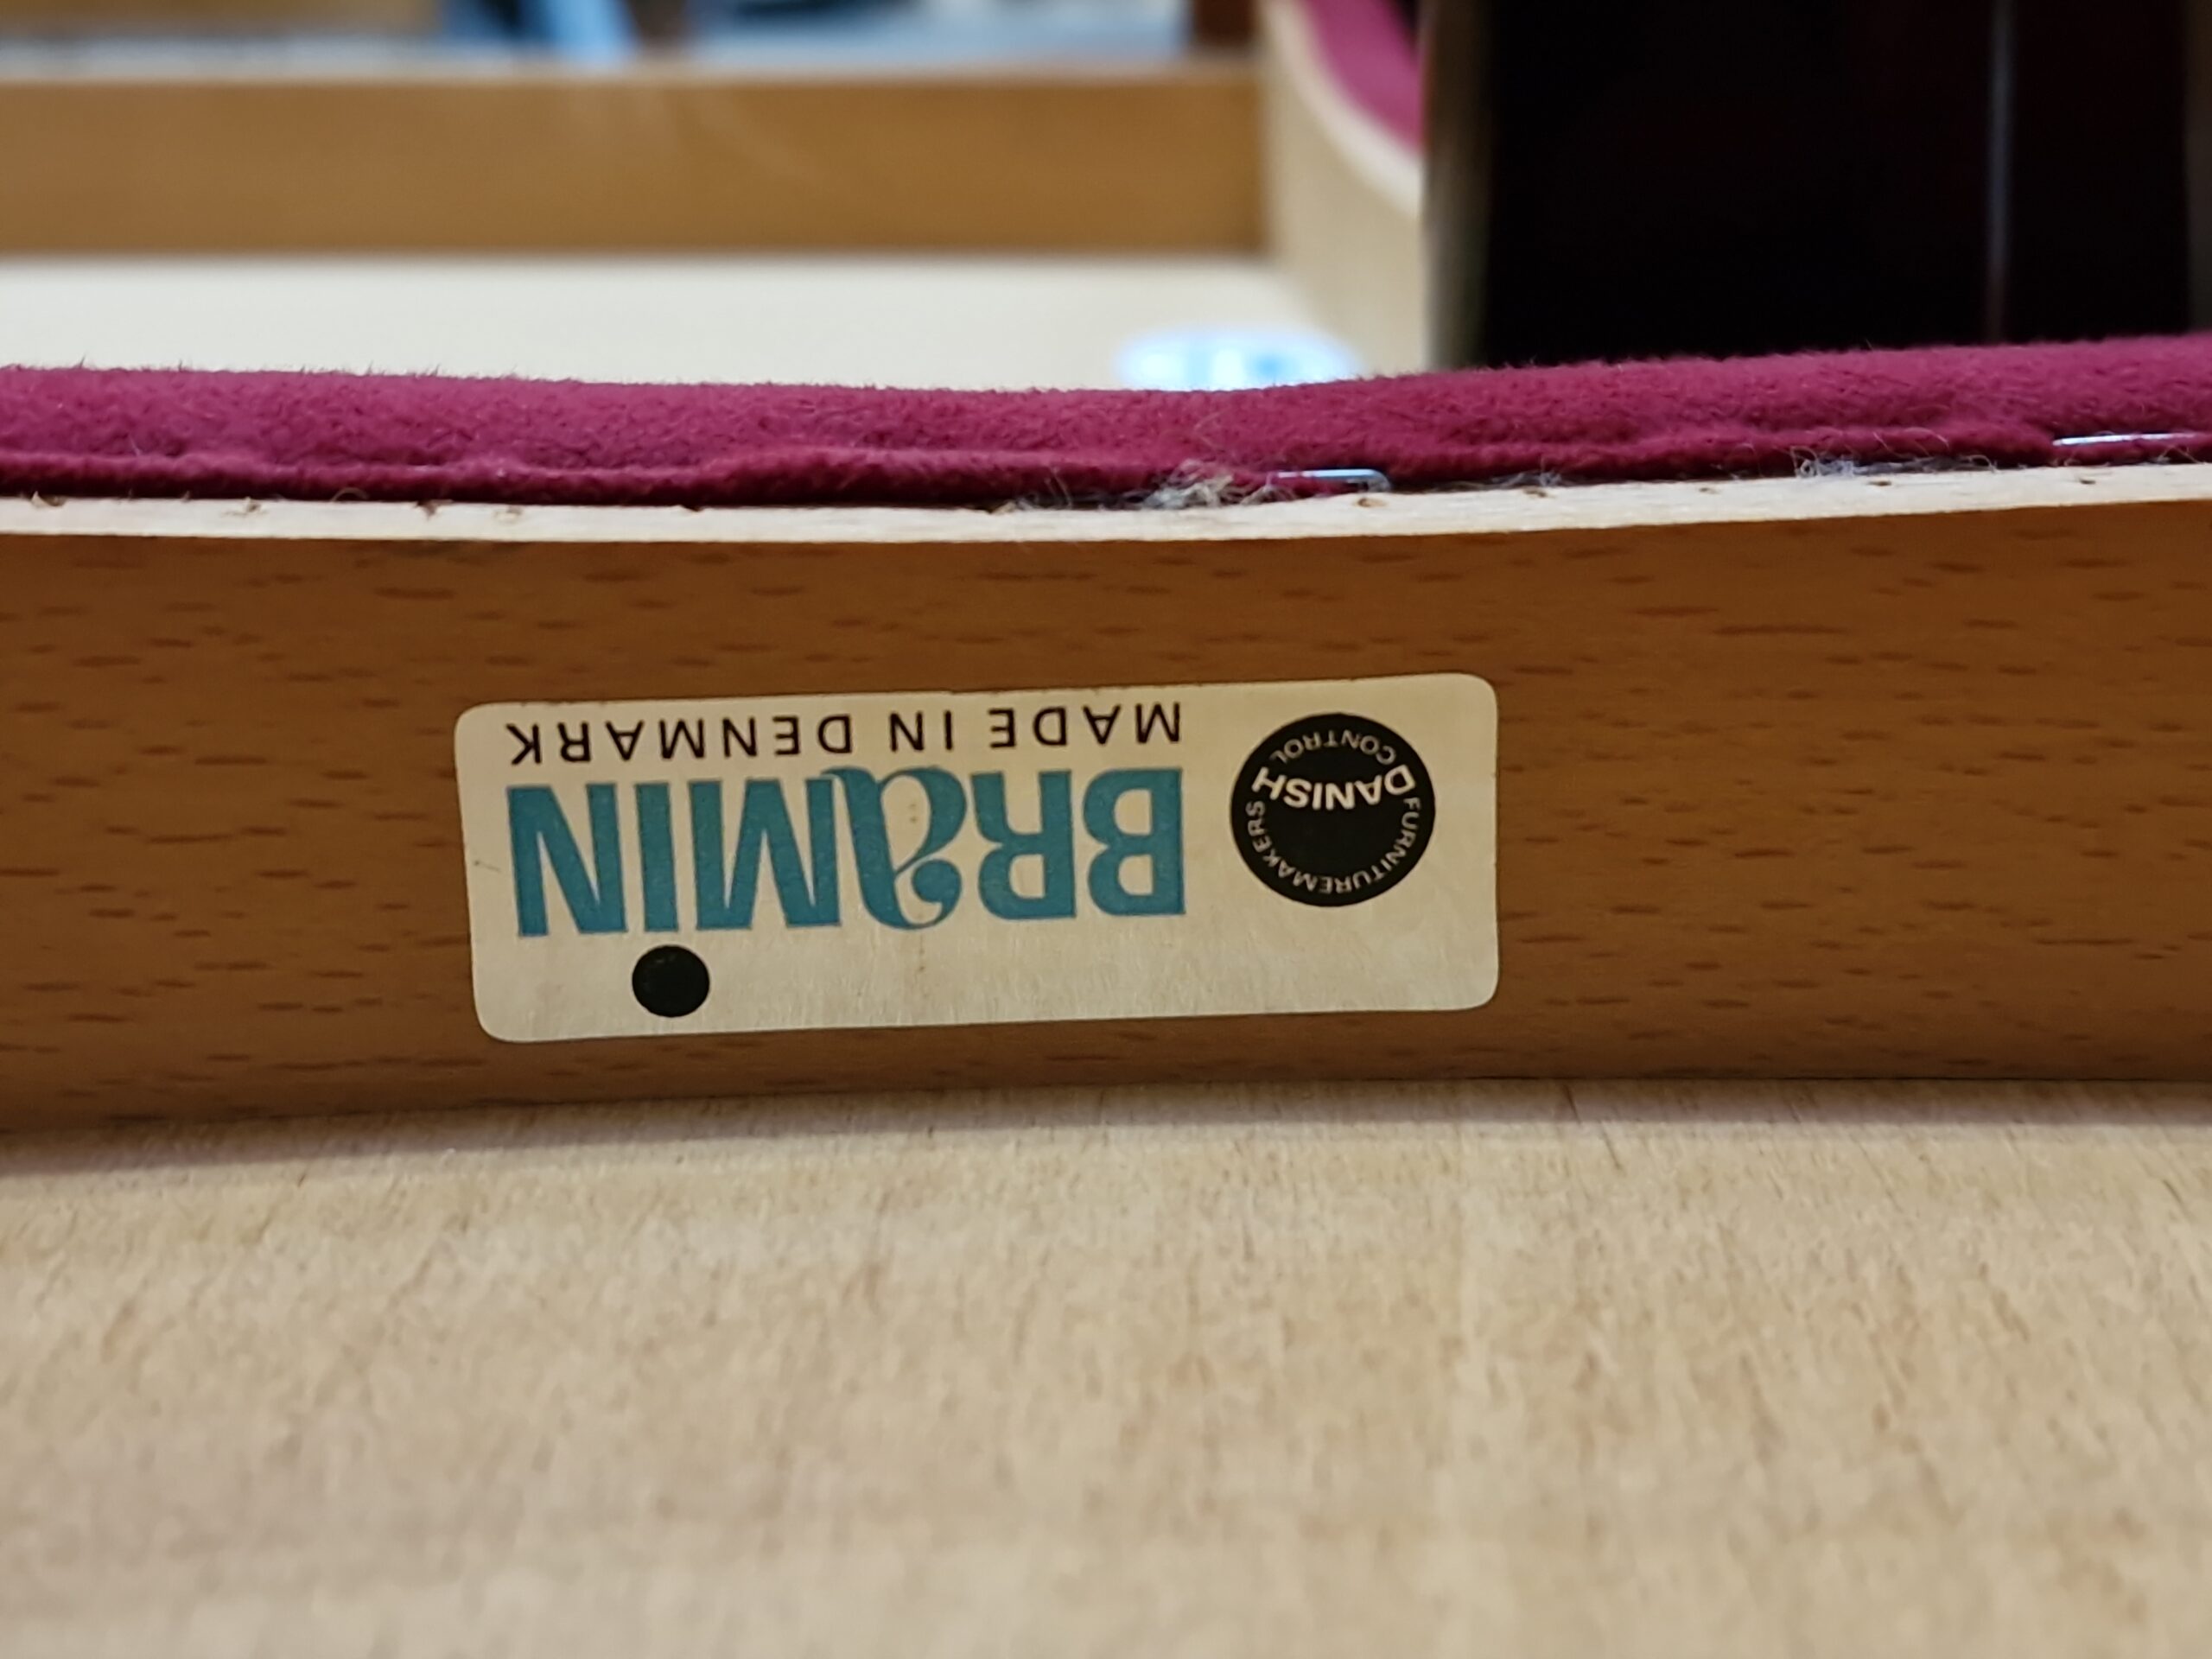 BRaMIN
MADE IN DENMARK
FURNITUREMAKERS
DANISH
CONTROL